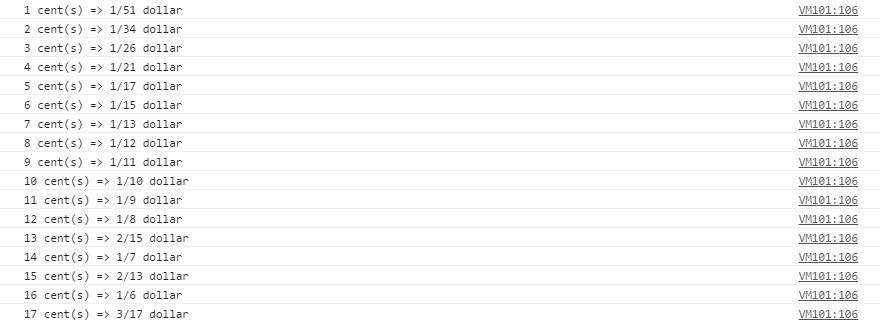 1 cent(s) => 1/51 dollar VM101:106
2 cent(s) => 1/34 dollar VM101:106
3 cent(s) => 1/26 dollar VM101:106
4 cent(s) => 1/21 dollar VM101:106
5 cent(s) => 1/17 dollar VM101:106
6 cent(s) => 1/15 dollar VM101:106
7 cent(s) => 1/13 dollar VM101:106
8 cent(s) => 1/12 dollar VM101:106
9 cent(s) => 1/11 dollar VM101:106
10 cent(s) => 1/10 dollar VM101:106
11 cent(s) => 1/9 dollar VM101:106
12 cent(s) => 1/8 dollar VM101:106
13 cent(s) => 2/15 dollar VM101:106
14 cent(s) => 1/7 dollar VM101:106
15 cent(s) => 2/13 dollar VM101:106
16 cent(s) => 1/6 dollar VM101:106
17 cent(s) => 3/17 dollar VM101:106